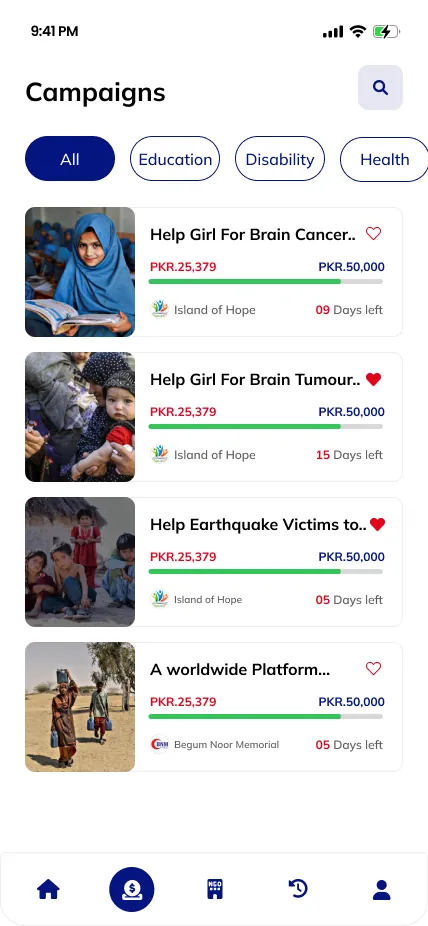 9:41 PM
Campaigns
All
Education
Disability
Health
Help Girl For Brain Cancer..
PKR.25,379
PKR.50,000
Island of Hope
09 Days left
Help Girl For Brain Tumour..
PKR.25,379
PKR.50,000
Island of Hope
15 Days left
Help Earthquake Victims to..
PKR.25,379
PKR.50,000
Island of Hope
05 Days left
A worldwide Platform...
PKR.25,379
PKR.50,000
BNM
Begum Noor Memorial
05 Days left
NGO